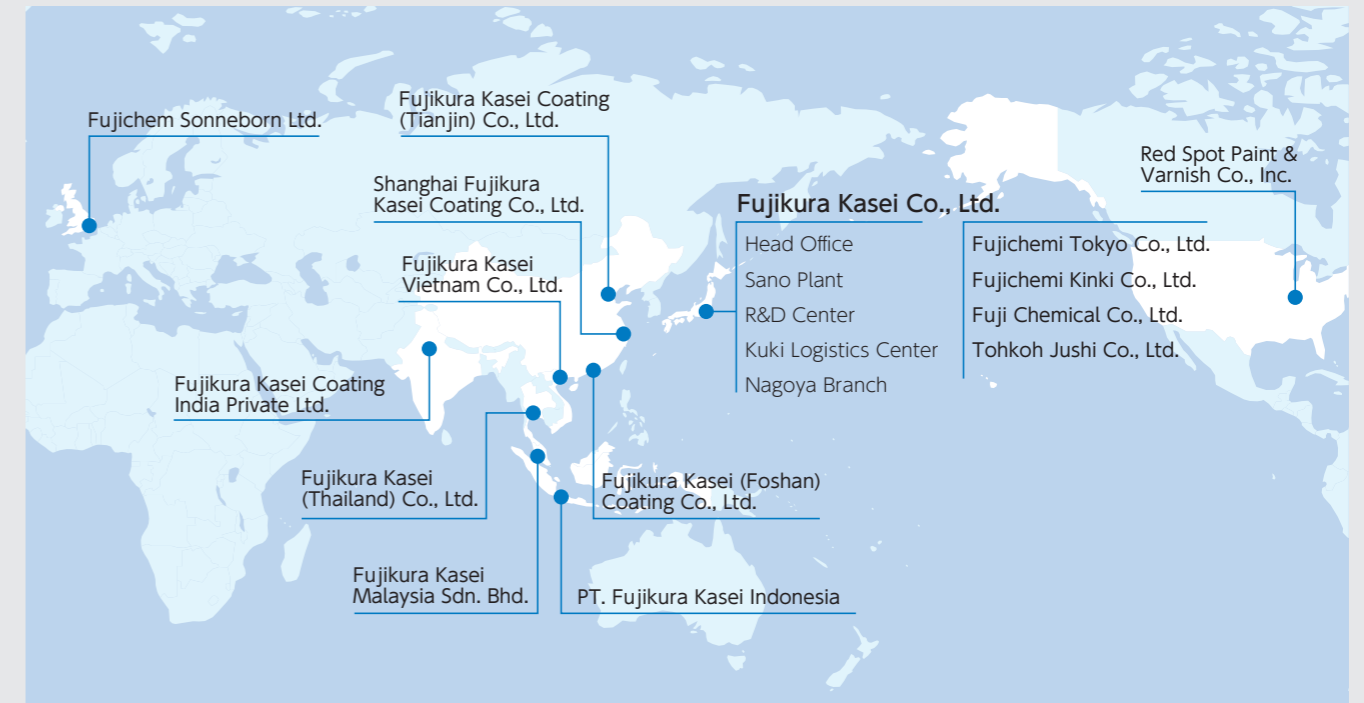 Fujichem Sonneborn Ltd.
Fujikura Kasei Coating
(Tianjin) Co., Ltd.
Shanghai Fujikura
Kasei Coating Co., Ltd.
Fujikura Kasei
Vietnam Co., Ltd.
Fujikura Kasei Coating
India Private Ltd.
Fujikura Kasei
(Thailand) Co., Ltd.
Fujikura Kasei
Malaysia Sdn. Bhd.
PT. Fujikura Kasei Indonesia
Fujikura Kasei (Foshan)
Coating Co., Ltd.
Fujikura Kasei Co., Ltd.
Head Office
Sano Plant
R&D Center
Kuki Logistics Center
Nagoya Branch
Fujichemi Tokyo Co., Ltd.
Fujichemi Kinki Co., Ltd.
Fuji Chemical Co., Ltd.
Tohkoh Jushi Co., Ltd.
Red Spot Paint &
Varnish Co., Inc.